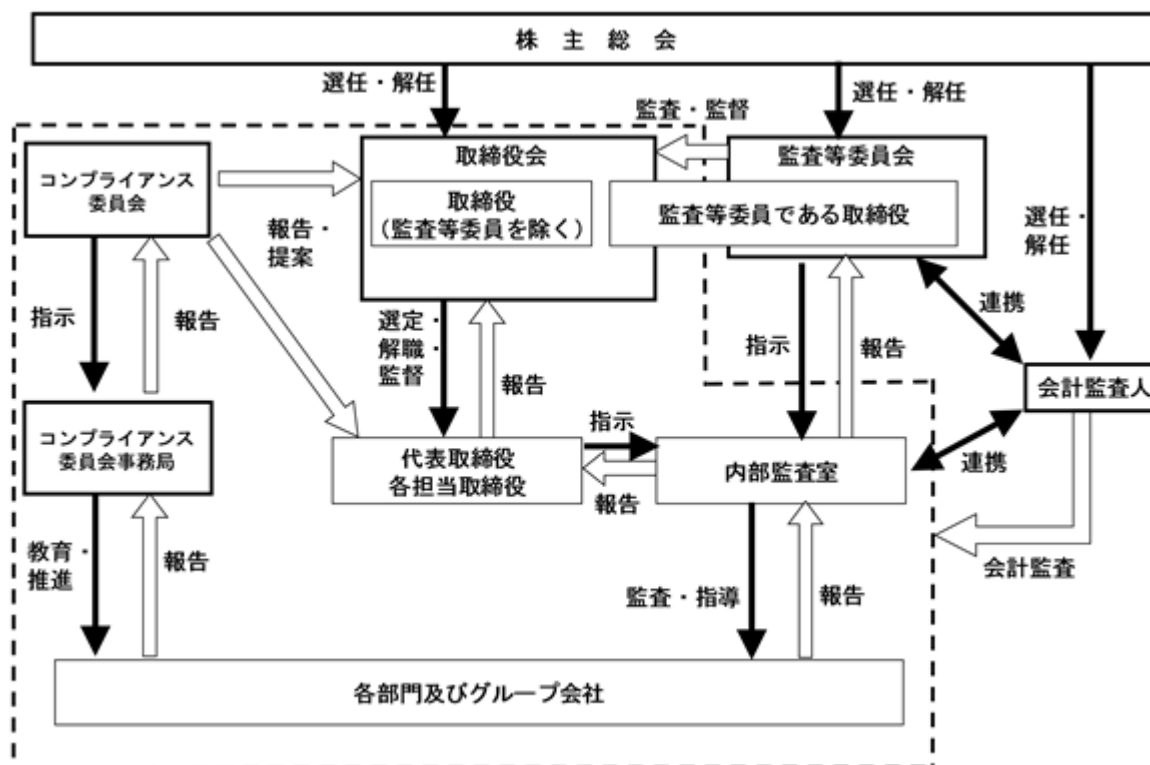 株主総会
選任・解任
選任・解任
監査・監督
選任・
解任
コンプライアンス
委員会
取締役会
取締役
（監査等委員を除く）
監査等委員会
監査等委員である取締役
報告・
提案
指示
報告
選定・
解職・
監督
報告
指示
報告
連携
会計監査人
コンプライアンス
委員会事務局
代表取締役
各担当取締役
指示
報告
内部監査室
連携
会計監査
教育・
推進
報告
監査・指導
報告
各部門及びグループ会社